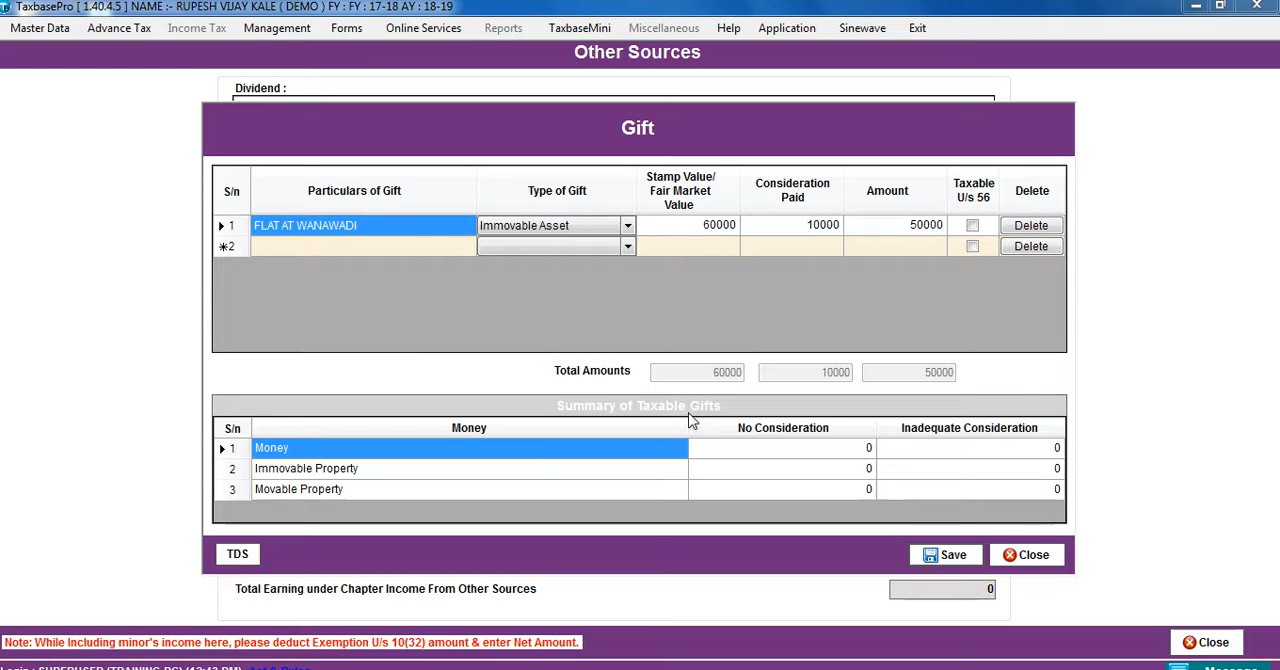 TaxbasePro [ 1.40.4.5 ] NAME :- RUPESH VIJAY KALE ( DEMO ) FY : FY : 17-18 AY : 18-19
Master Data Advance Tax Income Tax Management Forms Online Services Reports TaxbaseMini Miscellaneous Help Application Sinewave Exit
Other Sources
Dividend :
Gift
S/n Particulars of Gift Type of Gift Stamp Value/ Fair Market Value Consideration Paid Amount Taxable U/s 56 Delete
1 FLAT AT WANAWADI Immovable Asset 60000 10000 50000 Delete
*2 Delete
Total Amounts 60000 10000 50000
Summary of Taxable Gifts
S/n Money No Consideration Inadequate Consideration
1 Money 0 0
2 Immovable Property 0 0
3 Movable Property 0 0
TDS Save Close
Total Earning under Chapter Income From Other Sources 0
Note: While Including minor's income here, please deduct Exemption U/s 10(32) amount & enter Net Amount.
Close